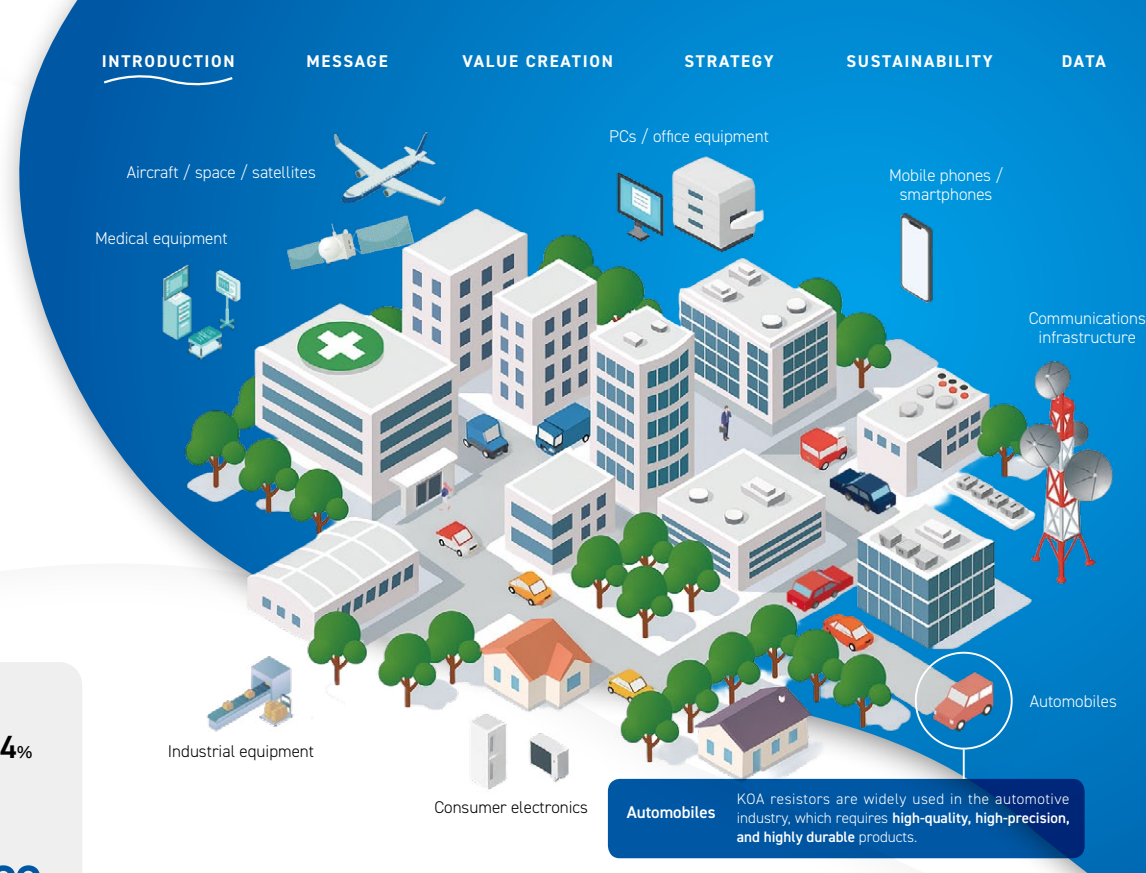 INTRODUCTION
MESSAGE
VALUE CREATION
STRATEGY
SUSTAINABILITY
DATA
PCs / office equipment
Aircraft / space / satellites
Mobile phones /
smartphones
Medical equipment
Communications
infrastructure
Automobiles
4%
Industrial equipment
Consumer electronics
Automobiles
KOA resistors are widely used in the automotive
industry, which requires high-quality, high-precision,
and highly durable products.